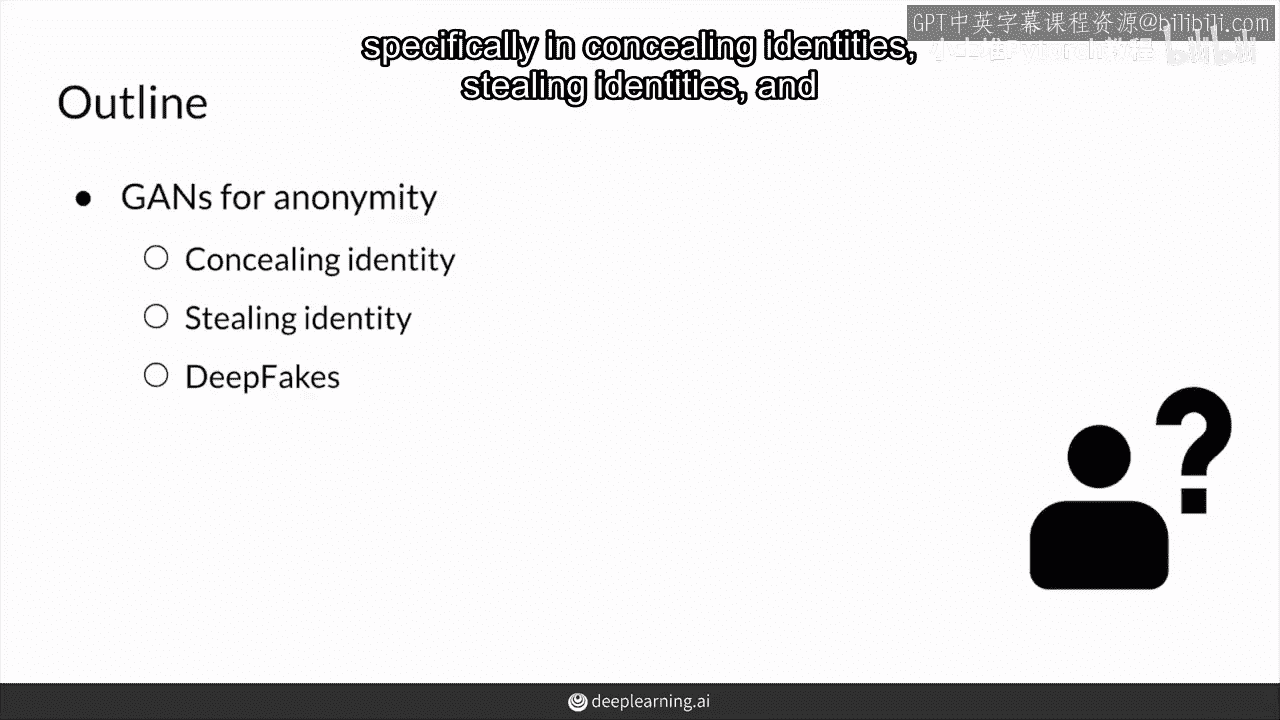 GPT中英字幕课程资源@bilibili.com
specifically in concealing identities,
stealing identities, and
Outline
GANs for anonymity
Concealing identity
Stealing identity
DeepFakes
?
deeplearning.ai